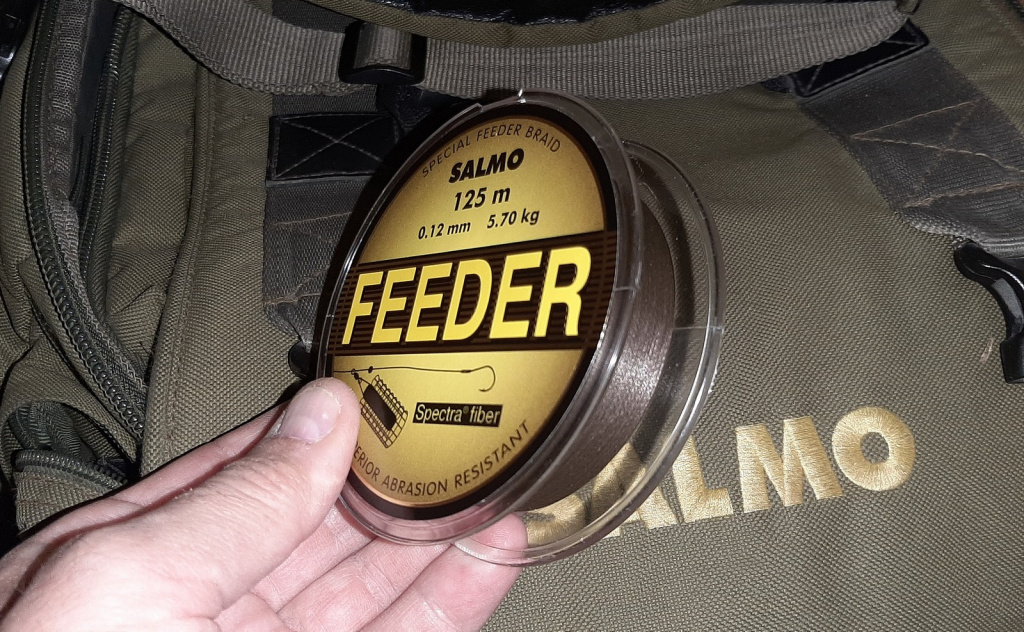 SPECIAL FEEDER BRAID
SALMO
125 m
0.12 mm 5.70 kg
FEEDER
Spectra® fiber
ABRASION RESISTANT
SALMO